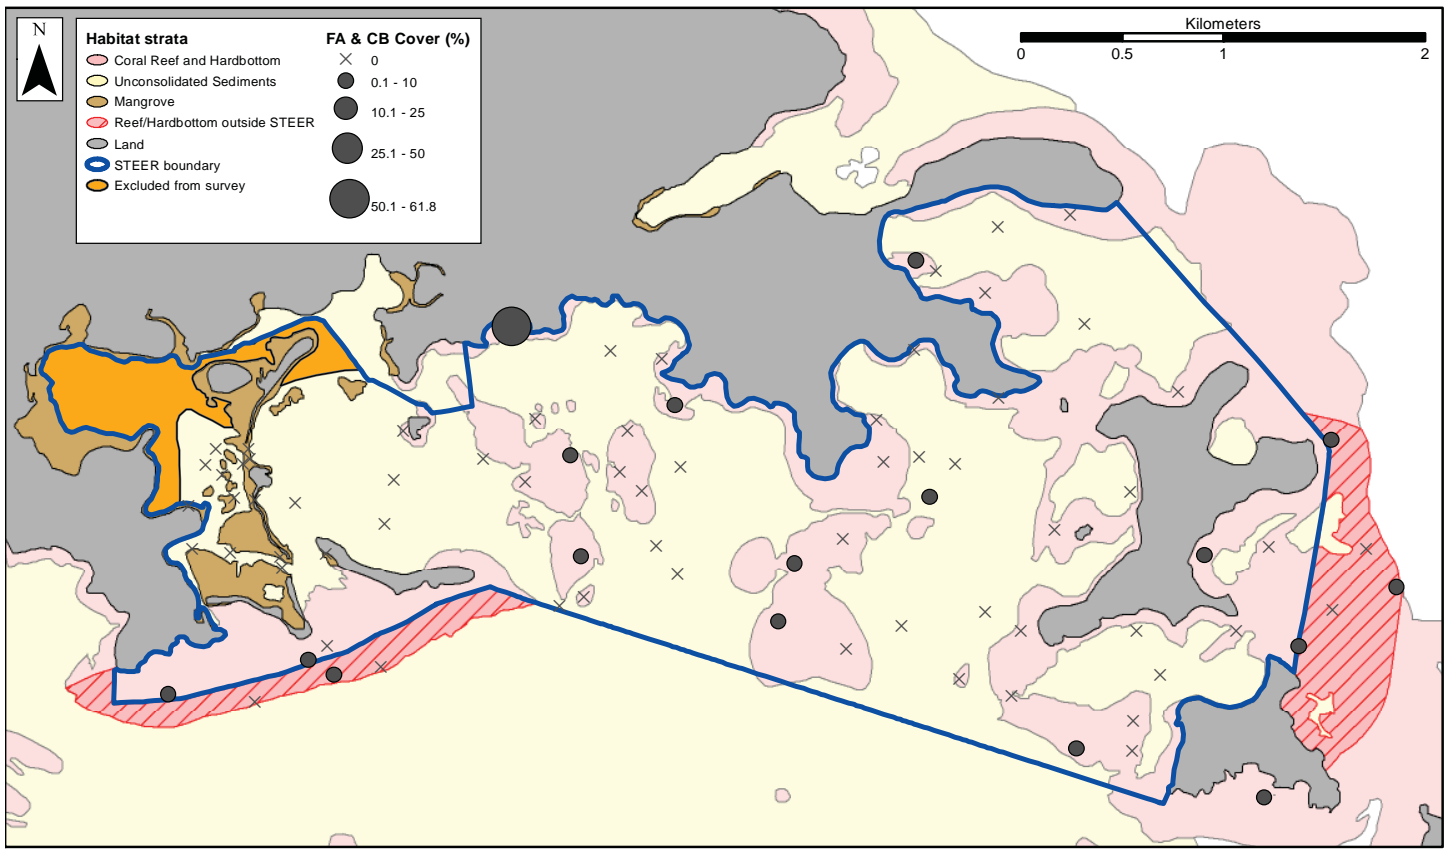 N
Habitat strata
Coral Reef and Hardbottom
Unconsolidated Sediments
Mangrove
Reef/Hardbottom outside STEER
Land
STEER boundary
Excluded from survey
FA & CB Cover (%)
0
0.1 - 10
10.1 - 25
25.1 - 50
50.1 - 61.8
Kilometers
0 0.5 1 2